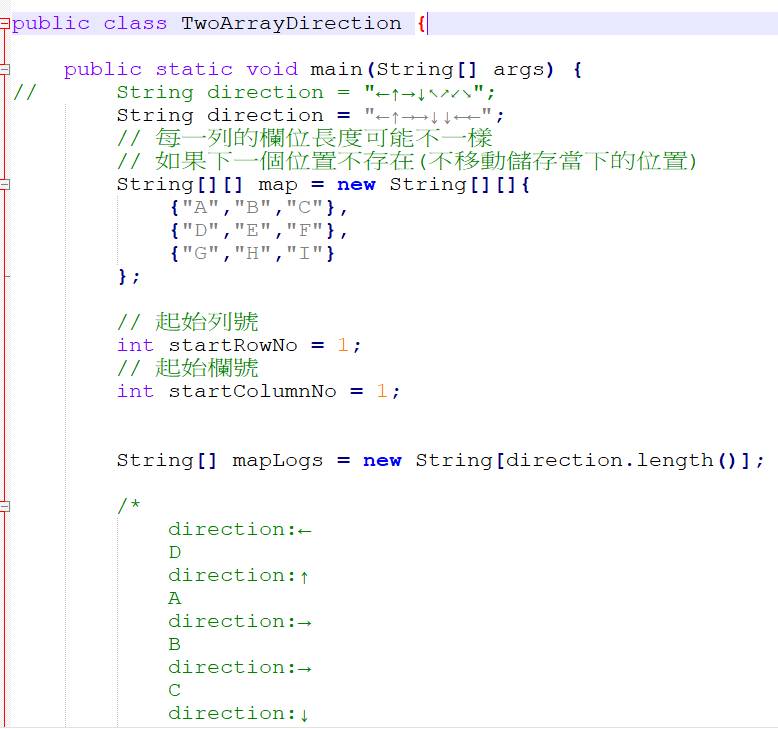 public class TwoArrayDirection {
    public static void main(String[] args) {
//      String direction = "←↑→↓↖↗↙↘";
        String direction = "←↑→→↓↓←←";
        // 每一列的欄位長度可能不一樣
        // 如果下一個位置不存在(不移動儲存當下的位置)
        String[][] map = new String[][]{
            {"A","B","C"},
            {"D","E","F"},
            {"G","H","I"}
        };
        // 起始列號
        int startRowNo = 1;
        // 起始欄號
        int startColumnNo = 1;
        String[] mapLogs = new String[direction.length()];
        /*
            direction:←
            D
            direction:↑
            A
            direction:→
            B
            direction:→
            C
            direction:↓